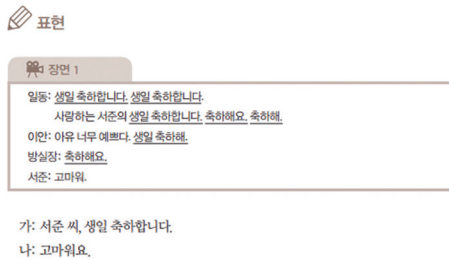 표현
장면 1
일동: 생일 축하합니다. 생일 축하합니다.
사랑하는 서준의 생일 축하합니다. 축하해요. 축하해.
이안: 아유 너무 예쁘다. 생일 축하해.
방실장: 축하해요.
서준: 고마워.
가: 서준 씨, 생일 축하합니다.
나: 고마워요.